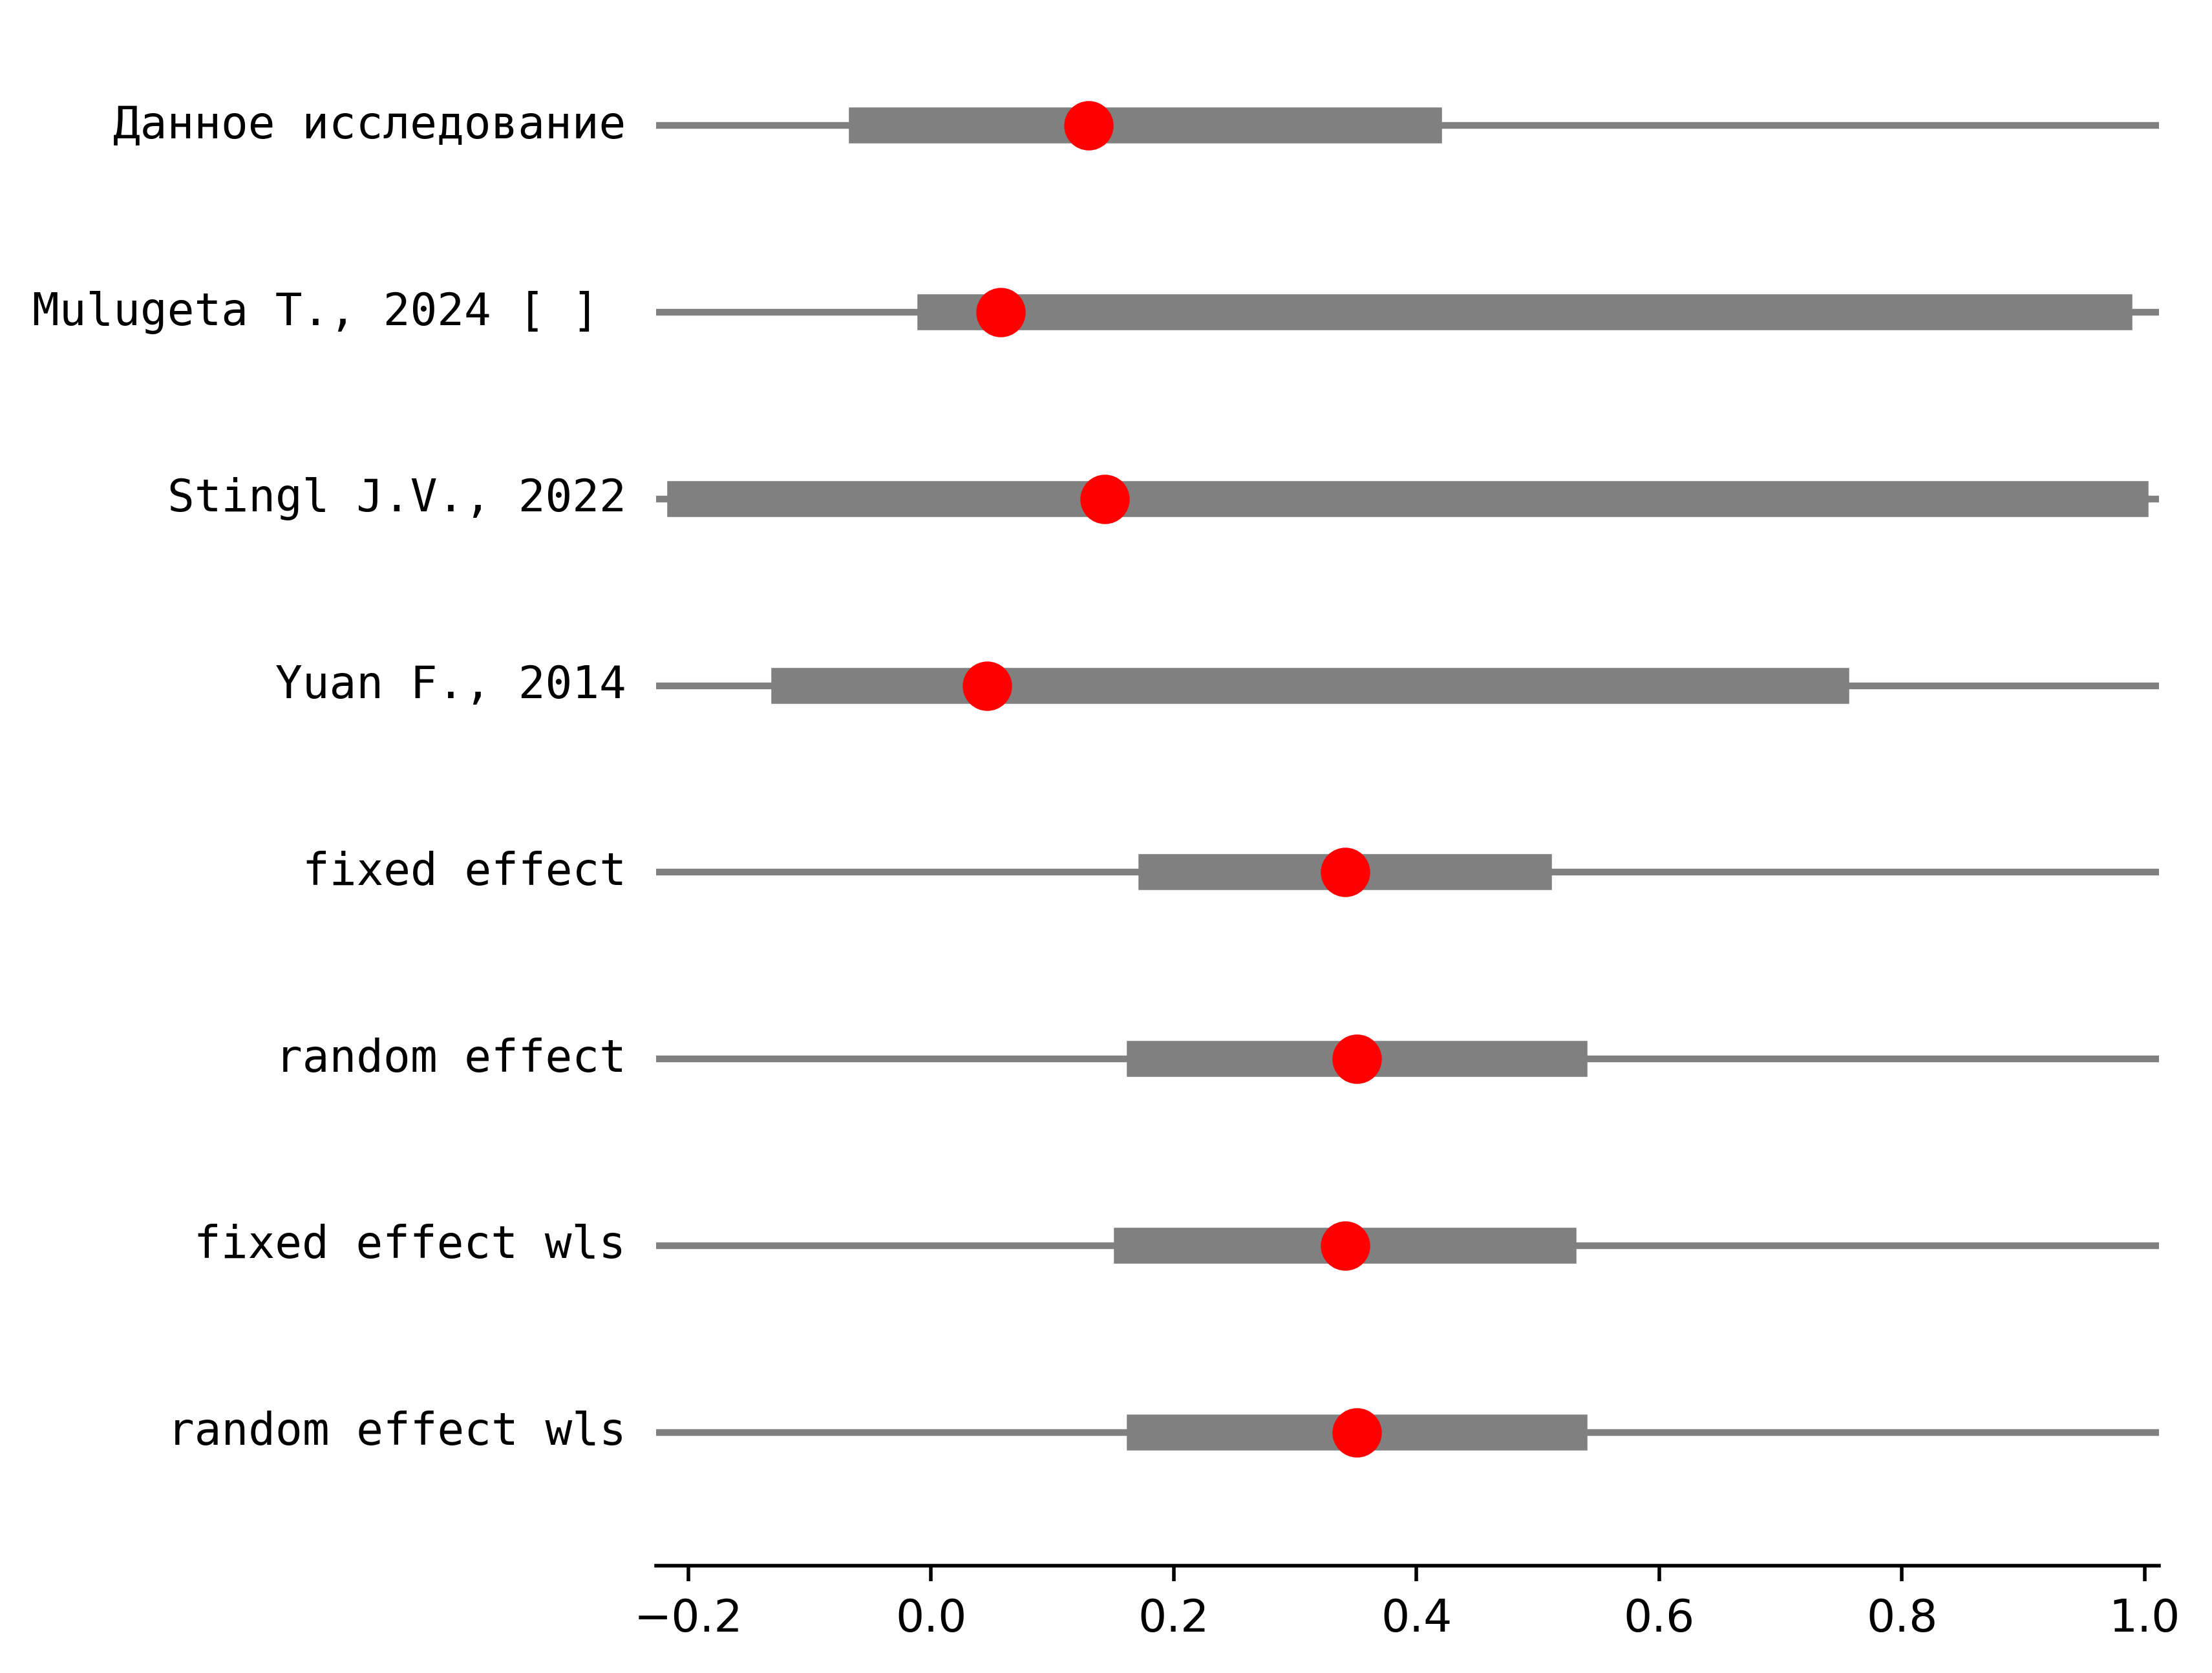 Данное исследование
Mulugeta T., 2024 [ ]
Stingl J.V., 2022
Yuan F., 2014
fixed effect
random effect
fixed effect wls
random effect wls
−0.2 0.0 0.2 0.4 0.6 0.8 1.0